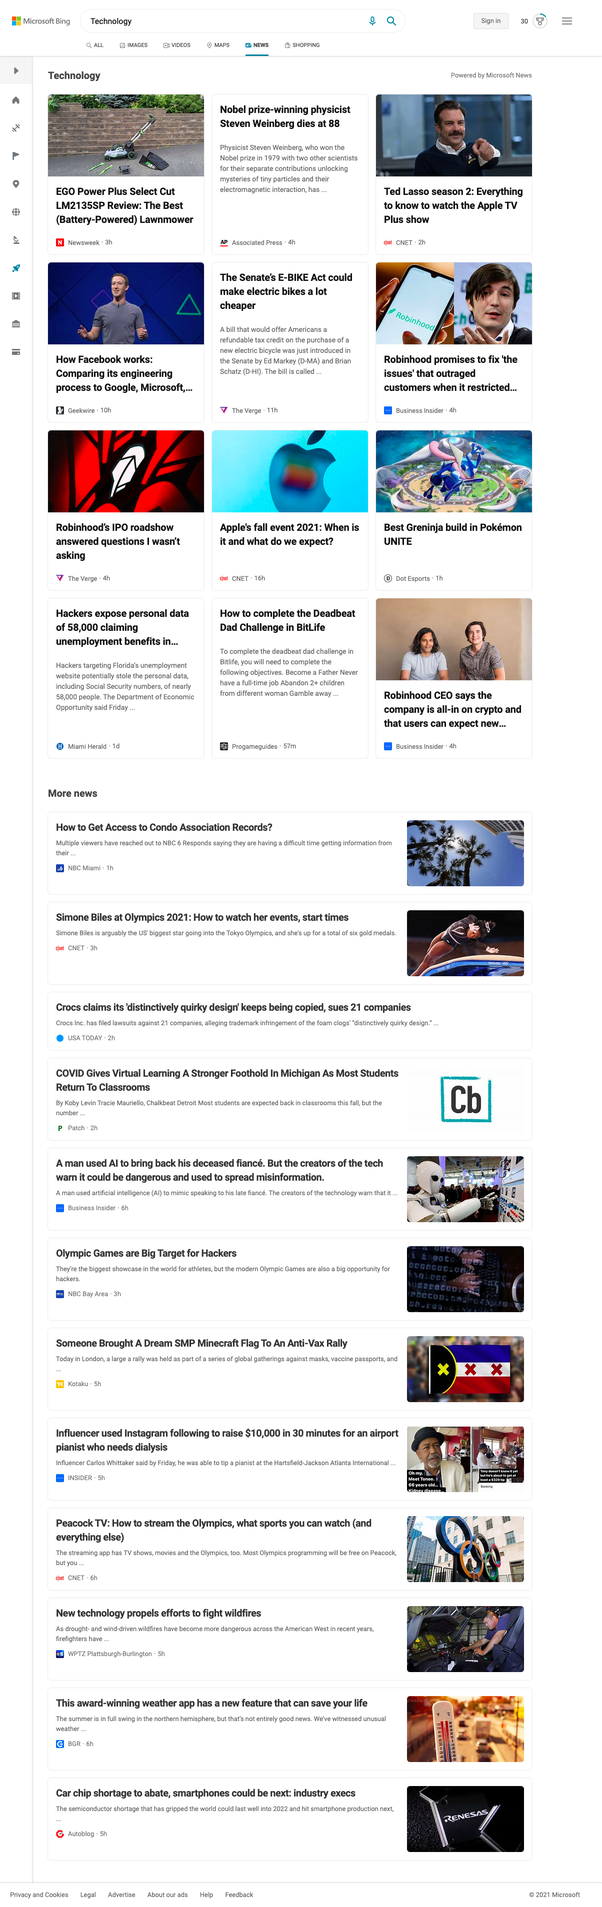 Microsoft Bing
Technology
Sign in
30
ALL
IMAGES
VIDEOS
MAPS
NEWS
SHOPPING
Technology
Powered by Microsoft News
EGO Power Plus Select Cut
LM2135SP Review: The Best
(Battery-Powered) Lawnmower
Newsweek · 3h
Nobel prize-winning physicist
Steven Weinberg dies at 88
Physicist Steven Weinberg, who won the
Nobel prize in 1979 with two other scientists
for their separate contributions unlocking
mysteries of tiny particles and their
electromagnetic interaction, has ...
AP Associated Press · 4h
Ted Lasso season 2: Everything
to know to watch the Apple TV
Plus show
CNET · 2h
How Facebook works:
Comparing its engineering
process to Google, Microsoft,...
Geekwire · 10h
The Senate's E-BIKE Act could
make electric bikes a lot
cheaper
A bill that would offer Americans a
refundable tax credit on the purchase of a
new electric bicycle was just introduced in
the Senate by Ed Markey (D-MA) and Brian
Schatz (D-HI). The bill is called ...
The Verge · 11h
Robinhood
Robinhood promises to fix 'the
issues' that outraged
customers when it restricted...
Business Insider · 4h
Robinhood's IPO roadshow
answered questions I wasn't
asking
The Verge · 4h
Apple's fall event 2021: When is
it and what do we expect?
CNET · 16h
Best Greninja build in Pokémon
UNITE
Dot Esports · 1h
Hackers expose personal data
of 58,000 claiming
unemployment benefits in...
Hackers targeting Florida's unemployment
website potentially stole the personal data,
including Social Security numbers, of nearly
58,000 people. The Department of Economic
Opportunity said Friday ...
Miami Herald · 1d
How to complete the Deadbeat
Dad Challenge in BitLife
To complete the deadbeat dad challenge in
Bitlife, you will need to complete the
following objectives. Become a Father Never
have a full-time job Abandon 2+ children
from different woman Gamble away ...
Progameguides · 57m
Robinhood CEO says the
company is all-in on crypto and
that users can expect new...
Business Insider · 4h
More news
How to Get Access to Condo Association Records?
Multiple viewers have reached out to NBC 6 Responds saying they are having a difficult time getting information from
their ...
NBC Miami · 1h
Simone Biles at Olympics 2021: How to watch her events, start times
Simone Biles is arguably the US' biggest star going into the Tokyo Olympics, and she's up for a total of six gold medals.
CNET · 3h
Crocs claims its 'distinctively quirky design' keeps being copied, sues 21 companies
Crocs Inc. has filed lawsuits against 21 companies, alleging trademark infringement of the foam clogs' "distinctively quirky design." ...
USA TODAY · 2h
COVID Gives Virtual Learning A Stronger Foothold In Michigan As Most Students
Return To Classrooms
By Koby Levin Tracie Mauriello, Chalkbeat Detroit Most students are expected back in classrooms this fall, but the
number ...
P Patch · 2h
Cb
A man used AI to bring back his deceased fiancé. But the creators of the tech
warn it could be dangerous and used to spread misinformation.
A man used artificial intelligence (AI) to mimic speaking to his late fiancé. The creators of the technology warn that it ...
Business Insider · 6h
Olympic Games are Big Target for Hackers
They're the biggest showcase in the world for athletes, but the modern Olympic Games are also a big opportunity for
hackers.
NBC Bay Area · 3h
Someone Brought A Dream SMP Minecraft Flag To An Anti-Vax Rally
Today in London, a large a rally was held as part of a series of global gatherings against masks, vaccine passports, and
...
Kotaku · 5h
Influencer used Instagram following to raise $10,000 in 30 minutes for an airport
pianist who needs dialysis
Influencer Carlos Whittaker said by Friday, he was able to tip a pianist at the Hartsfield-Jackson Atlanta International ...
INSIDER · 5h
Oh my
Meet Tonee.
66 years old..
Peacock TV: How to stream the Olympics, what sports you can watch (and
everything else)
The streaming app has TV shows, movies and the Olympics, too. Most Olympics programming will be free on Peacock,
but you ...
CNET · 6h
New technology propels efforts to fight wildfires
As drought- and wind-driven wildfires have become more dangerous across the American West in recent years,
firefighters have ...
WPTZ Plattsburgh-Burlington · 5h
This award-winning weather app has a new feature that can save your life
The summer is in full swing in the northern hemisphere, but that's not entirely good news. We've witnessed unusual
weather ...
BGR · 6h
Car chip shortage to abate, smartphones could be next: industry execs
The semiconductor shortage that has gripped the world could last well into 2022 and hit smartphone production next,
...
Autoblog · 5h
RENESAS
Privacy and Cookies
Legal
Advertise
About our ads
Help
Feedback
© 2021 Microsoft